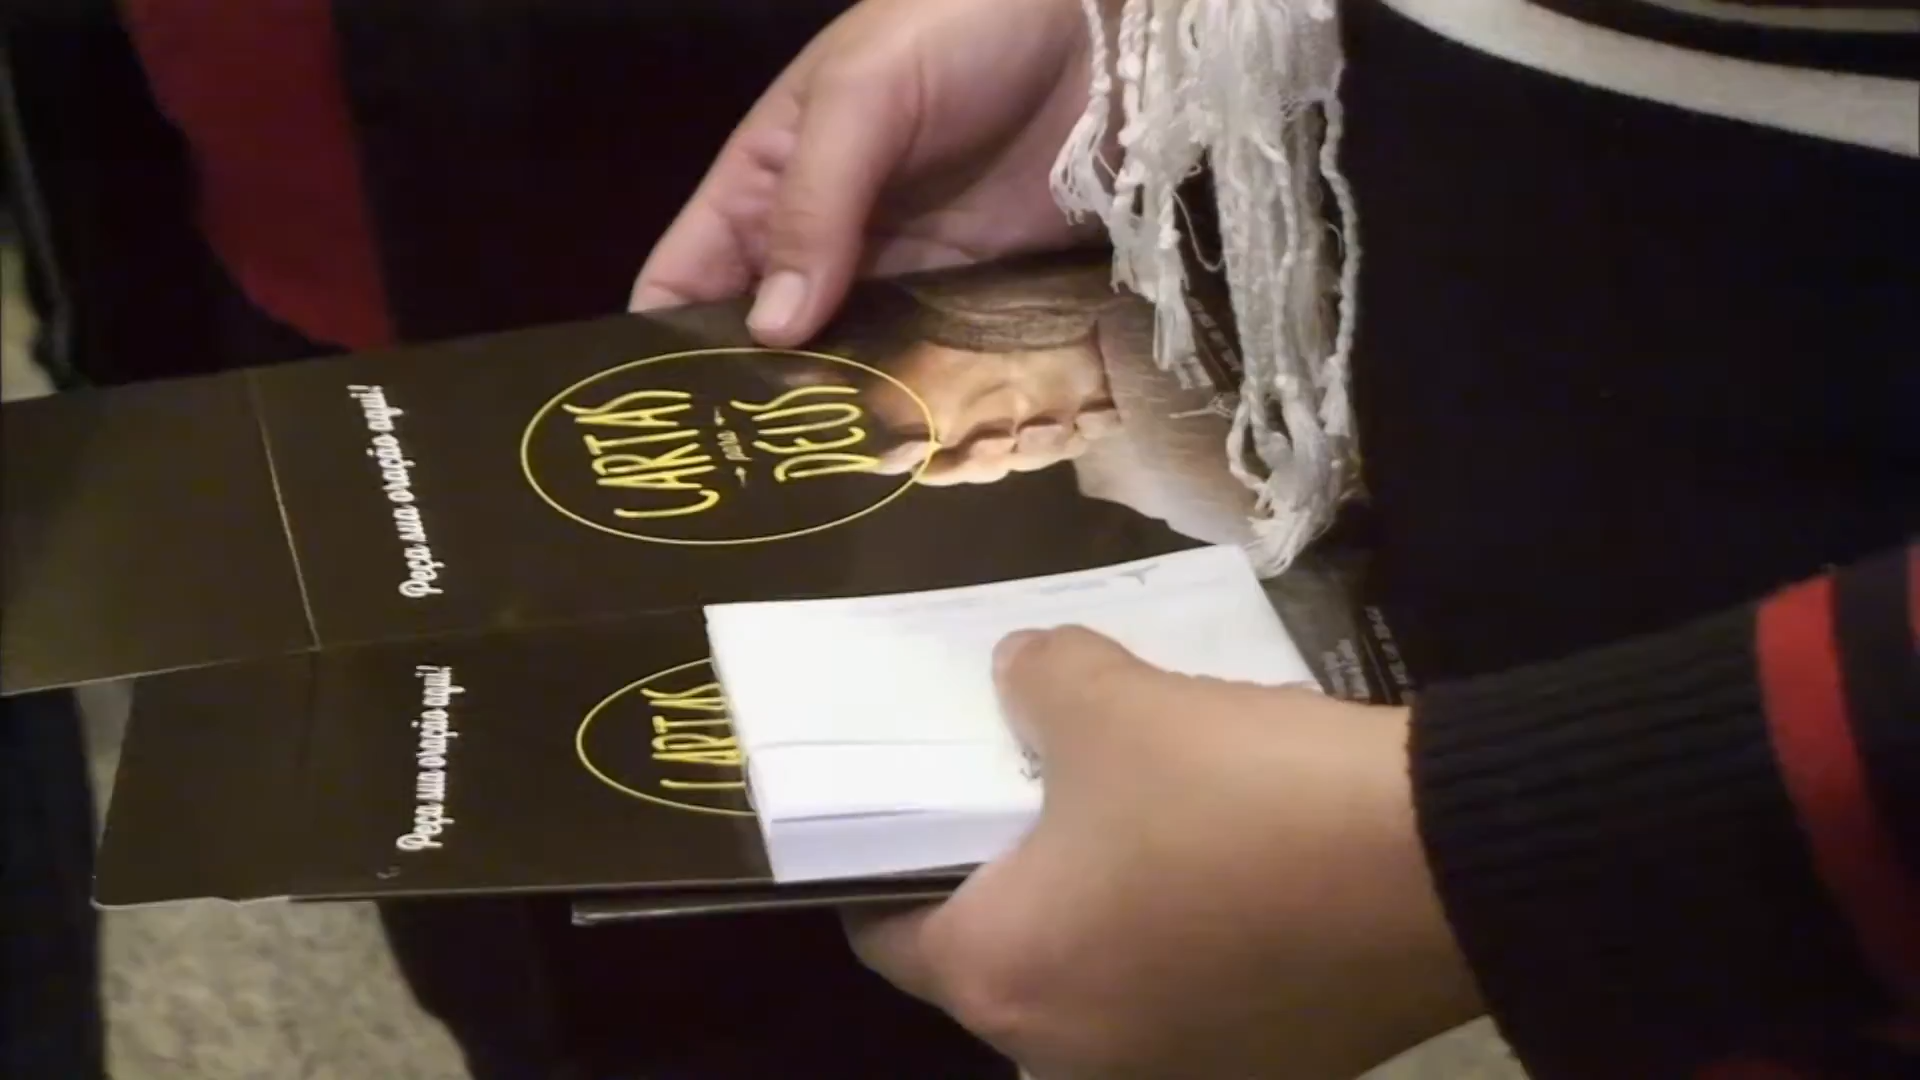 Peça sua oração aqui!
CARTAS
para
DEUS
Peça sua oração aqui!
CARTAS